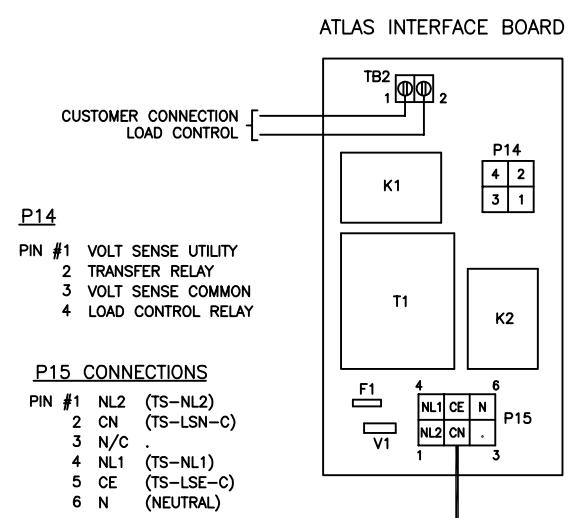 ATLAS INTERFACE BOARD
TB2
1 2
CUSTOMER CONNECTION
LOAD CONTROL
P14
4 2
3 1
K1
T1
K2
F1
V1
4 6
NL1 CE N
NL2 CN .
P15
1 3
P14
PIN #1 VOLT SENSE UTILITY
2 TRANSFER RELAY
3 VOLT SENSE COMMON
4 LOAD CONTROL RELAY
P15 CONNECTIONS
PIN #1 NL2 (TS-NL2)
2 CN (TS-LSN-C)
3 N/C .
4 NL1 (TS-NL1)
5 CE (TS-LSE-C)
6 N (NEUTRAL)